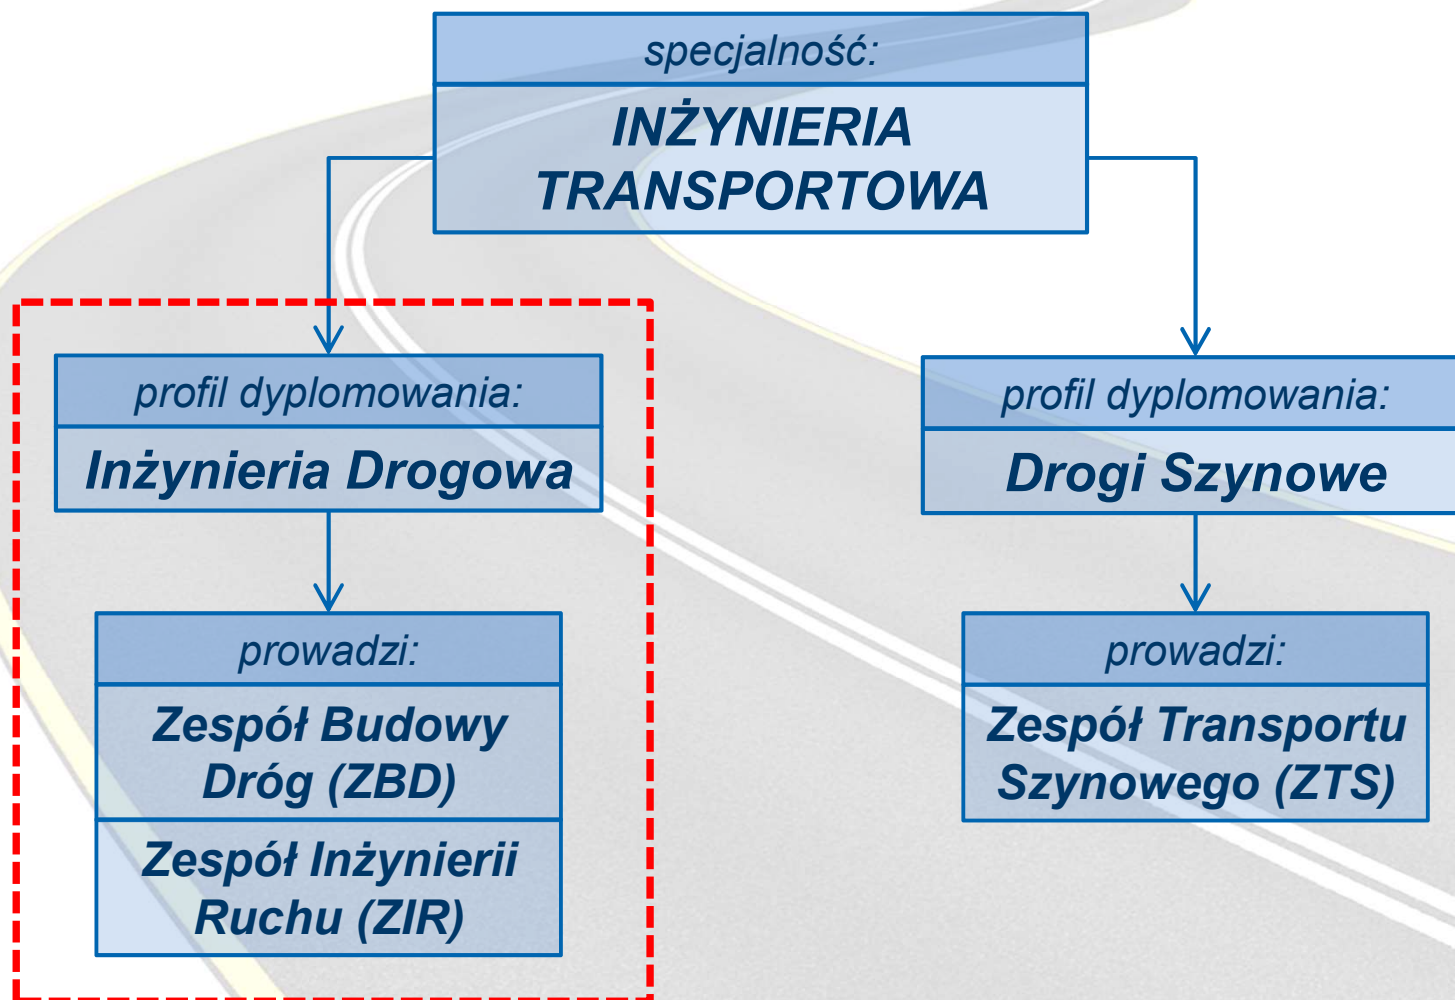 specjalność:
INŻYNIERIA
TRANSPORTOWA
profil dyplomowania:
Inżynieria Drogowa
prowadzi:
Zespół Budowy
Dróg (ZBD)
Zespół Inżynierii
Ruchu (ZIR)
profil dyplomowania:
Drogi Szynowe
prowadzi:
Zespół Transportu
Szynowego (ZTS)